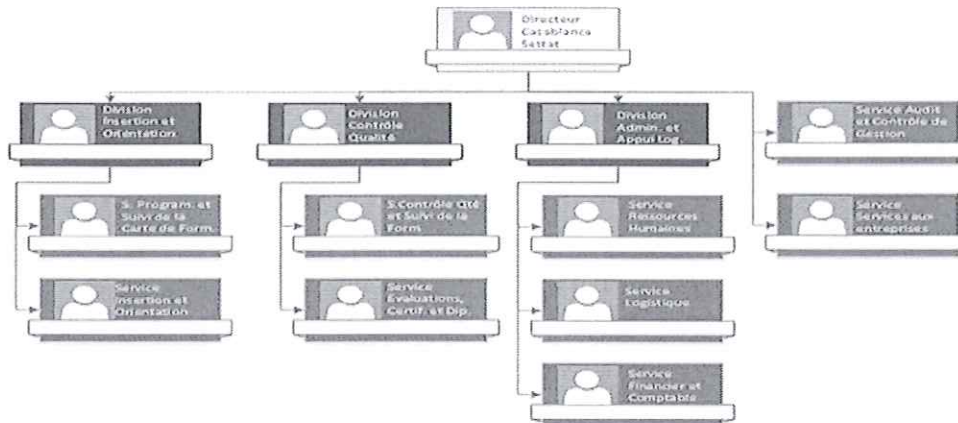 Directeur
Casablanca
Settat
Division
Insertion et
Orientation
Division
Contrôle
Qualité
Division
Admin. et
Appui Log.
Service Audit
et Contrôle de
Gestion
S. Program. et
Suivi de la
Carte de Form.
S.Contrôle Qté
et Suivi de la
Form
Service
Ressources
Humaines
Service
Services aux
entreprises
Service
Insertion et
Orientation
Service
Evaluations,
Certif. et Dip.
Service
Logistique
Service
Financier et
Comptable